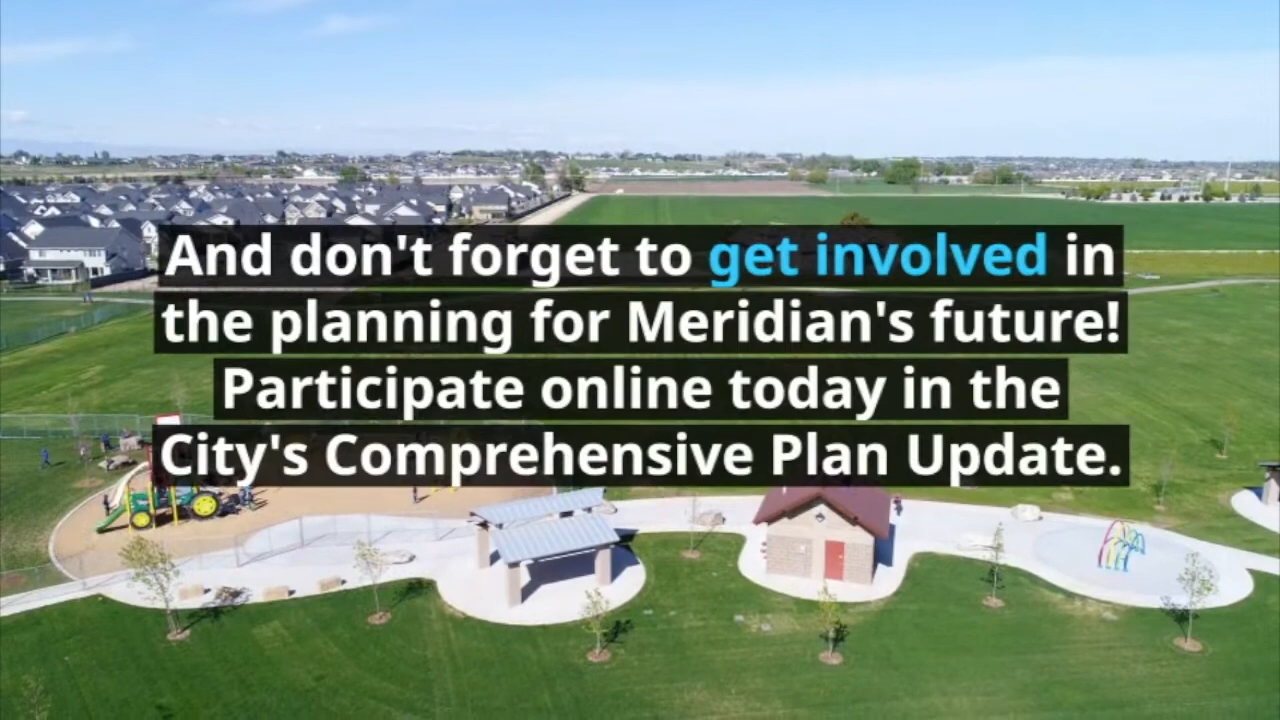 And don't forget to get involved in
the planning for Meridian's future!
Participate online today in the
City's Comprehensive Plan Update.